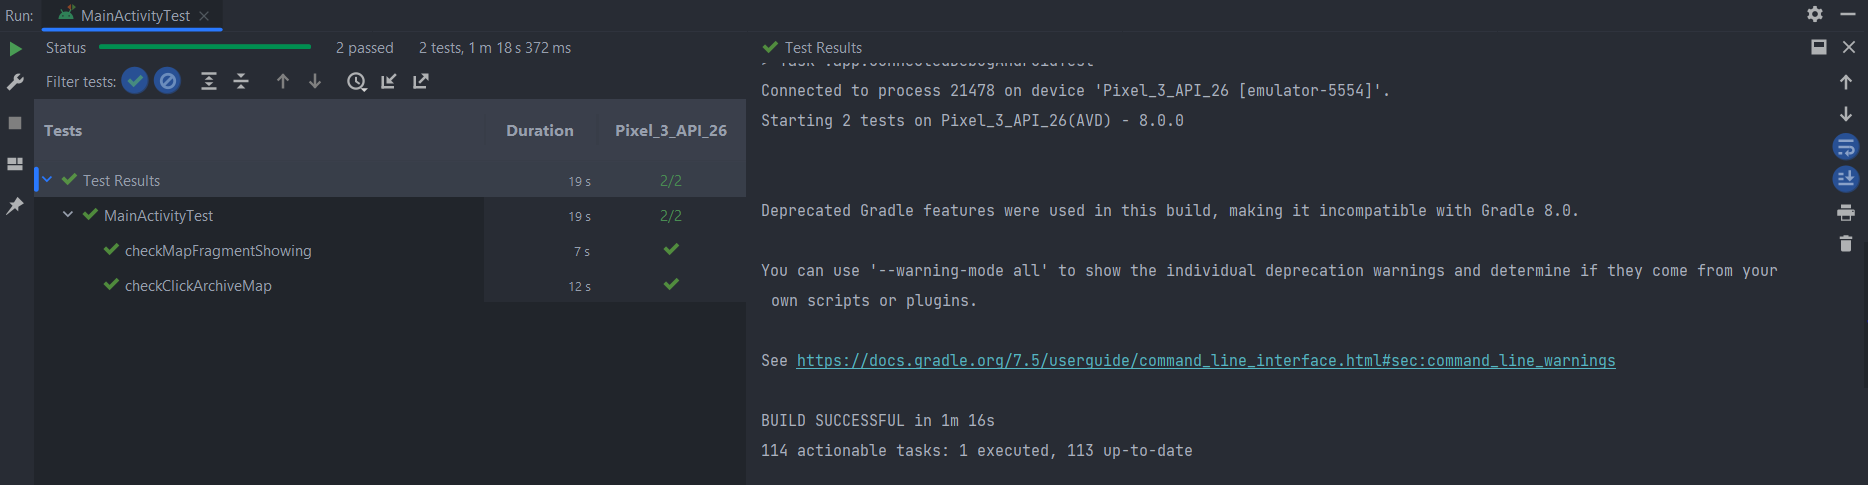 Run: MainActivityTest
Status 2 passed 2 tests, 1 m 18 s 372 ms
Filter tests:
Tests Duration Pixel_3_API_26
Test Results 19 s 2/2
MainActivityTest 19 s 2/2
checkMapFragmentShowing 7 s
checkClickArchiveMap 12 s
Test Results
> Task :app:connectedDebugAndroidTest
Connected to process 21478 on device 'Pixel_3_API_26 [emulator-5554]'.
Starting 2 tests on Pixel_3_API_26(AVD) - 8.0.0
Deprecated Gradle features were used in this build, making it incompatible with Gradle 8.0.
You can use '--warning-mode all' to show the individual deprecation warnings and determine if they come from your
own scripts or plugins.
See https://docs.gradle.org/7.5/userguide/command_line_interface.html#sec:command_line_warnings
BUILD SUCCESSFUL in 1m 16s
114 actionable tasks: 1 executed, 113 up-to-date